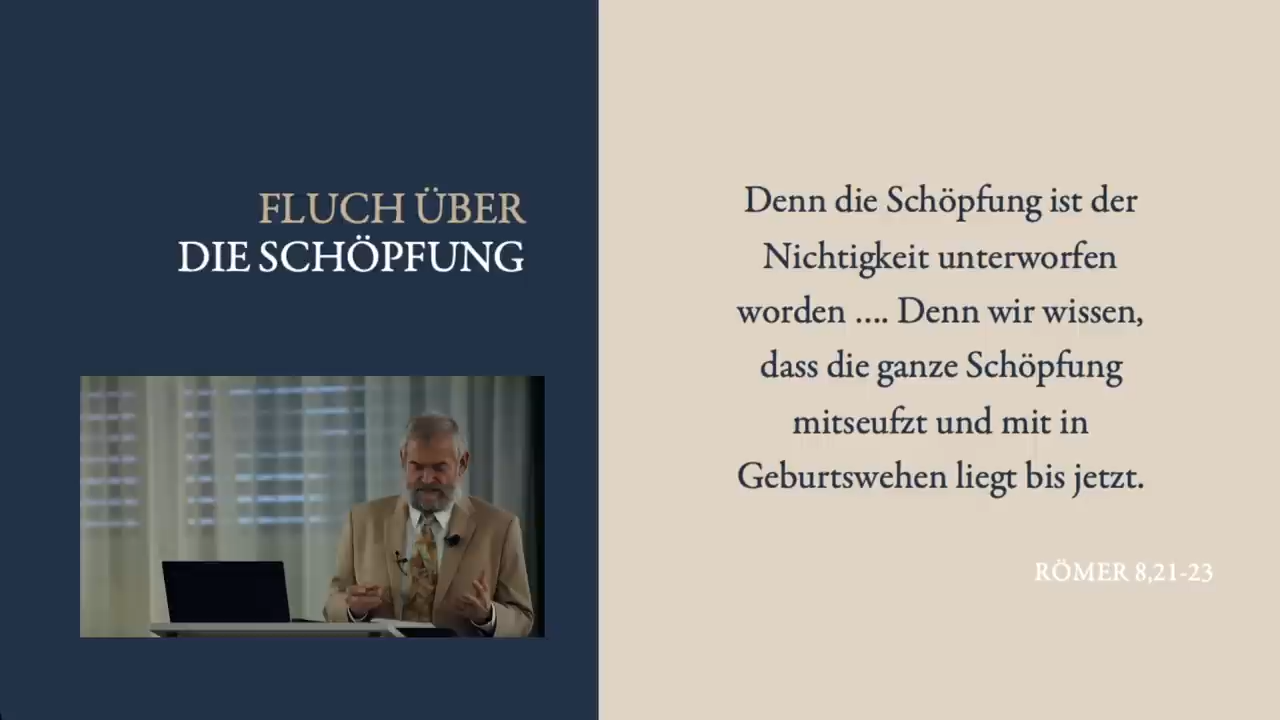 FLUCH ÜBER
DIE SCHÖPFUNG
Denn die Schöpfung ist der
Nichtigkeit unterworfen
worden .... Denn wir wissen,
dass die ganze Schöpfung
mitseufzt und mit in
Geburtswehen liegt bis jetzt.
RÖMER 8,21-23